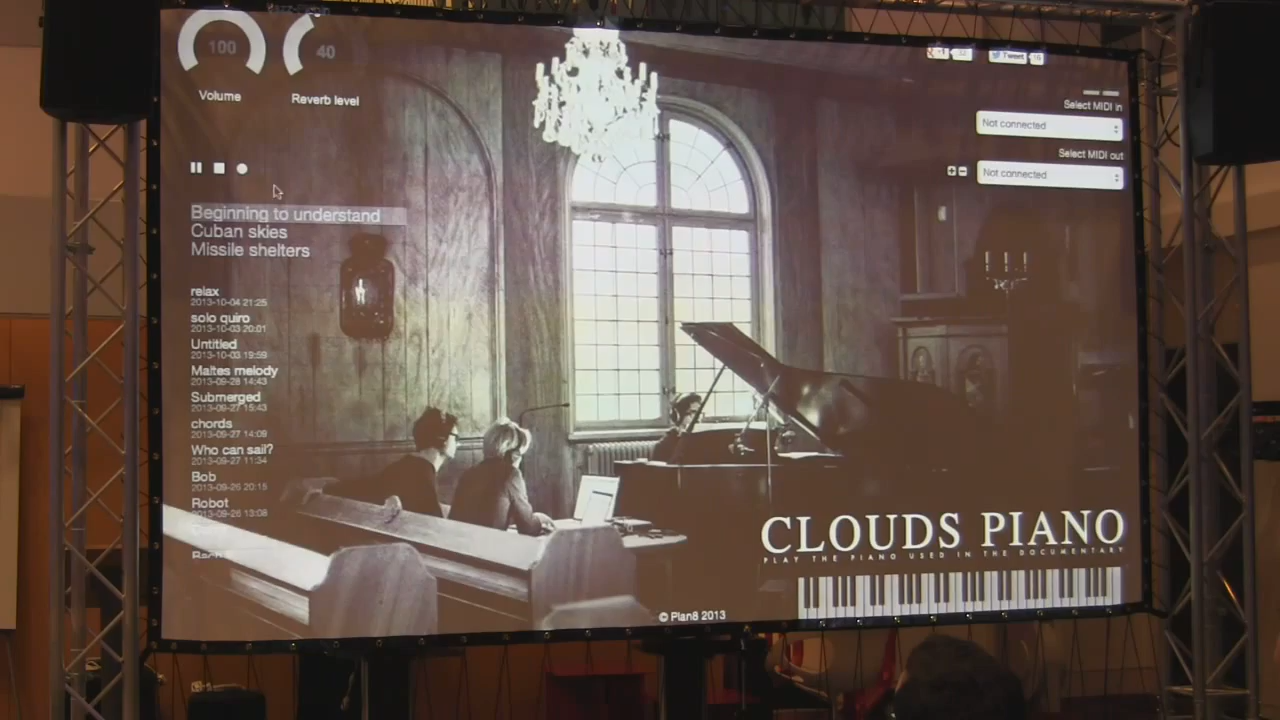 100
40
Volume
Reverb level
Tweet
Select MIDI in
Not connected
Select MIDI out
Not connected
Beginning to understand
Cuban skies
Missile shelters
relax
2013-10-04 21:25
solo quiro
2013-10-03 20:01
Untitled
2013-10-03 19:59
Maltes melody
2013-09-28 14:43
Submerged
2013-09-27 15:43
chords
2013-09-27 14:09
Who can sail?
2013-09-27 11:34
Bob
2013-09-26 20:15
Robot
2013-09-26 13:08
CLOUDS PIANO
PLAY THE PIANO USED IN THE DOCUMENTARY
© Plan8 2013